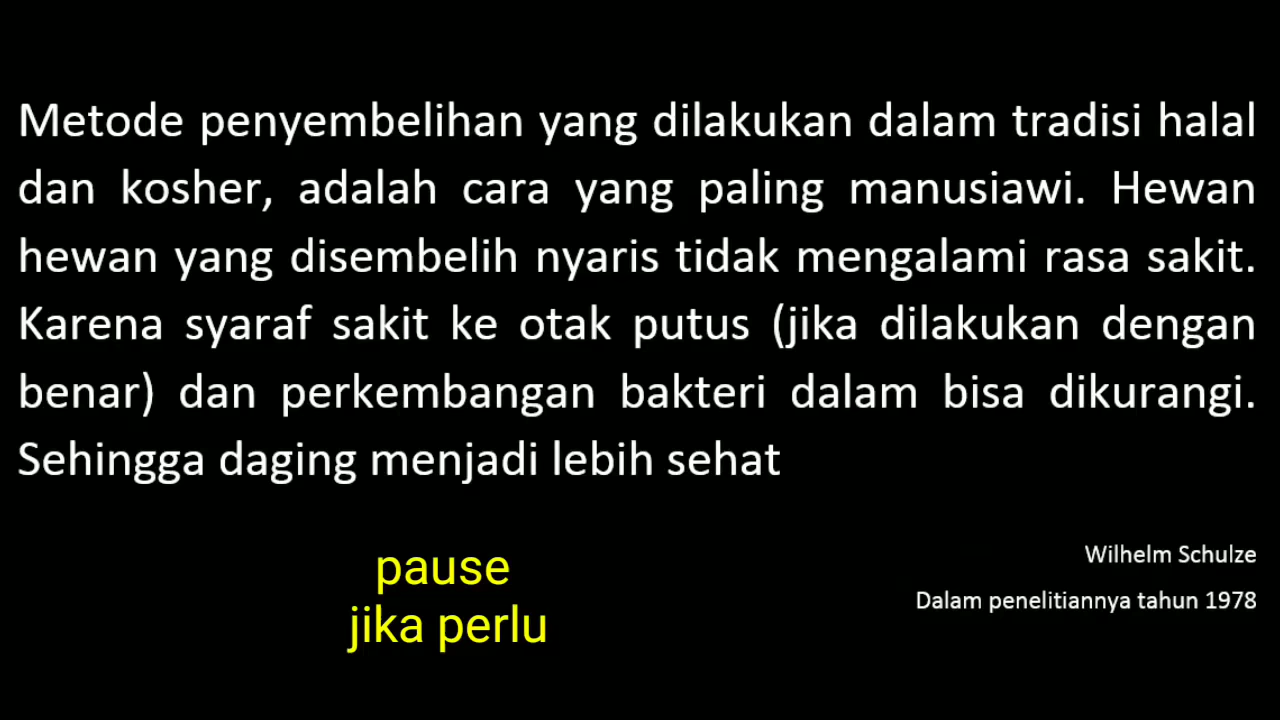 Metode penyembelihan yang dilakukan dalam tradisi halal
dan kosher, adalah cara yang paling manusiawi. Hewan
hewan yang disembelih nyaris tidak mengalami rasa sakit.
Karena syaraf sakit ke otak putus (jika dilakukan dengan
benar) dan perkembangan bakteri dalam bisa dikurangi.
Sehingga daging menjadi lebih sehat
Wilhelm Schulze
Dalam penelitiannya tahun 1978
pause
jika perlu